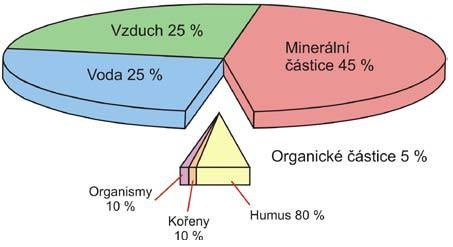 Vzduch 25 %
Minerální
částice 45 %
Voda 25 %
Organické částice 5 %
Organismy
10 %
Kořeny
10 %
Humus 80 %